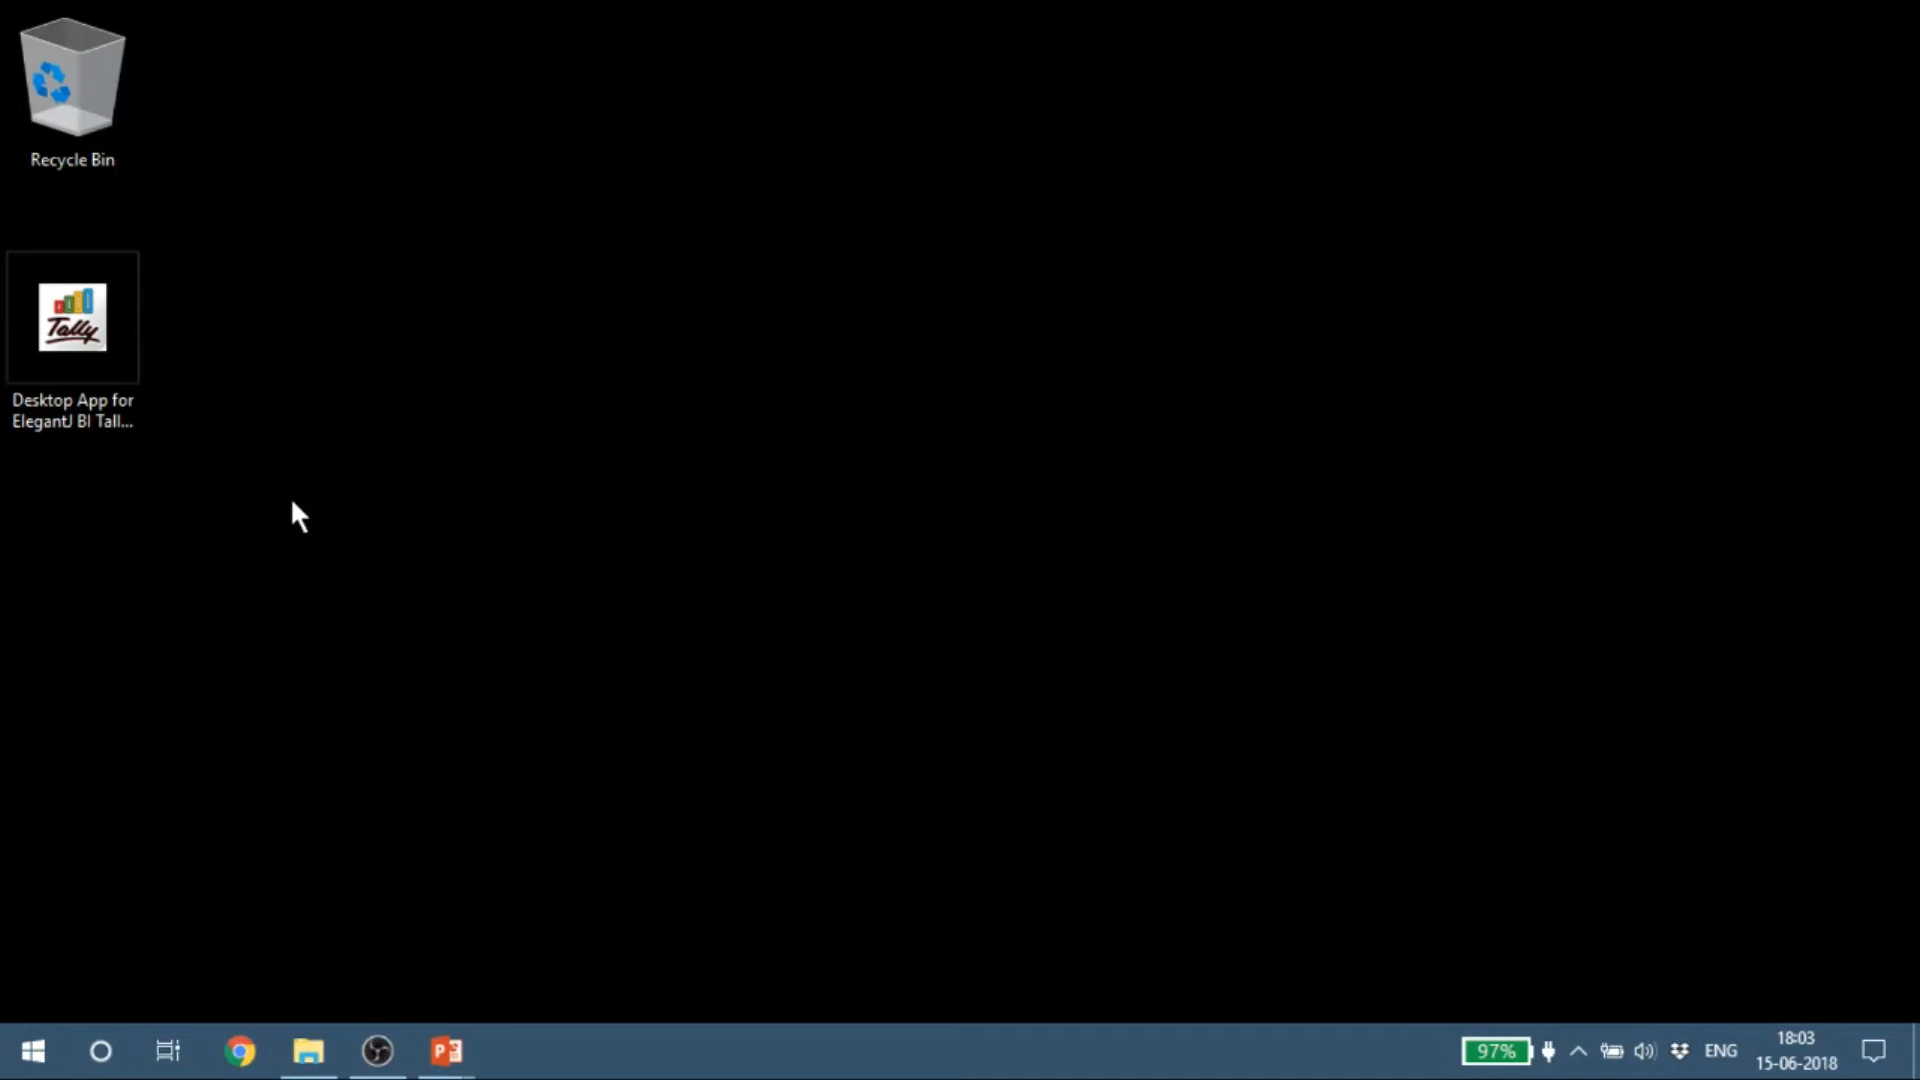 Recycle Bin
Tally
Desktop App for
ElegantJ BI Tall...
97%
ENG
18:03
15-06-2018